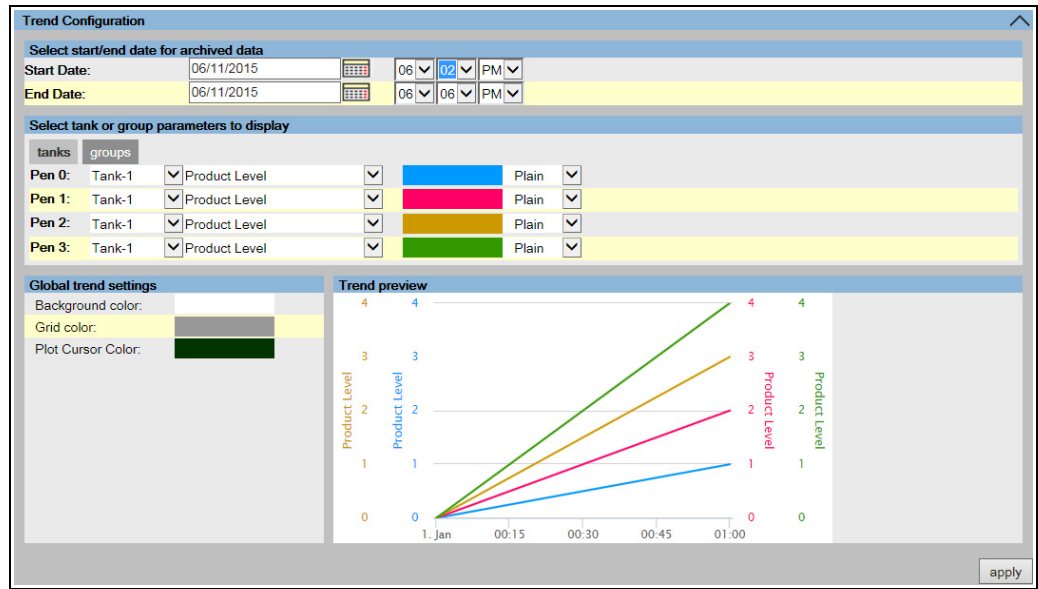 Trend Configuration
Select start/end date for archived data
Start Date: 06/11/2015 06 02 PM
End Date: 06/11/2015 06 06 PM
Select tank or group parameters to display
tanks groups
Pen 0: Tank-1 Product Level Plain
Pen 1: Tank-1 Product Level Plain
Pen 2: Tank-1 Product Level Plain
Pen 3: Tank-1 Product Level Plain
Global trend settings
Background color:
Grid color:
Plot Cursor Color:
Trend preview
4 4 4 4
3 3 3 3
Product Level Product Level Product Level Product Level
2 2 2 2
1 1 1 1
0 0 0 0
1. Jan 00:15 00:30 00:45 01:00
apply